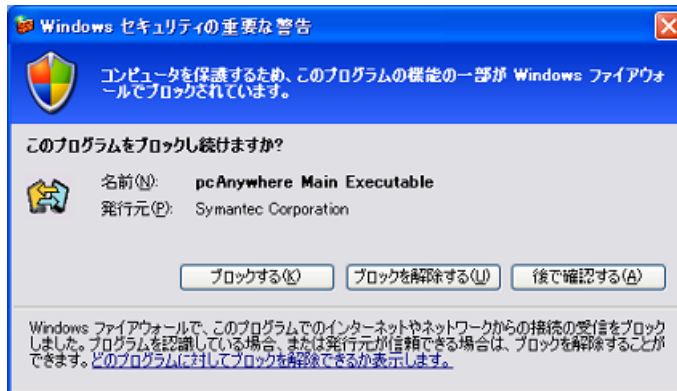 Windows セキュリティの重要な警告
コンピュータを保護するため、このプログラムの機能の一部が Windows ファイアウォ
ールでブロックされています。
このプログラムをブロックし続けますか?
名前(N): pcAnywhere Main Executable
発行元(P): Symantec Corporation
ブロックする(K) ブロックを解除する(U) 後で確認する(A)
Windows ファイアウォールで、このプログラムでのインターネットやネットワークからの接続の受信をブロック
しました。プログラムを認識している場合、または発行元が信頼できる場合は、ブロックを解除することが
できます。どのプログラムに対してブロックを解除できるか表示します。